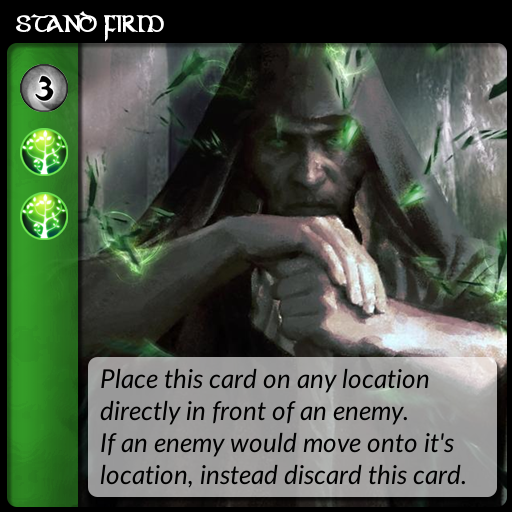 STAND FIRM
3
Place this card on any location
directly in front of an enemy.
If an enemy would move onto it's
location, instead discard this card.